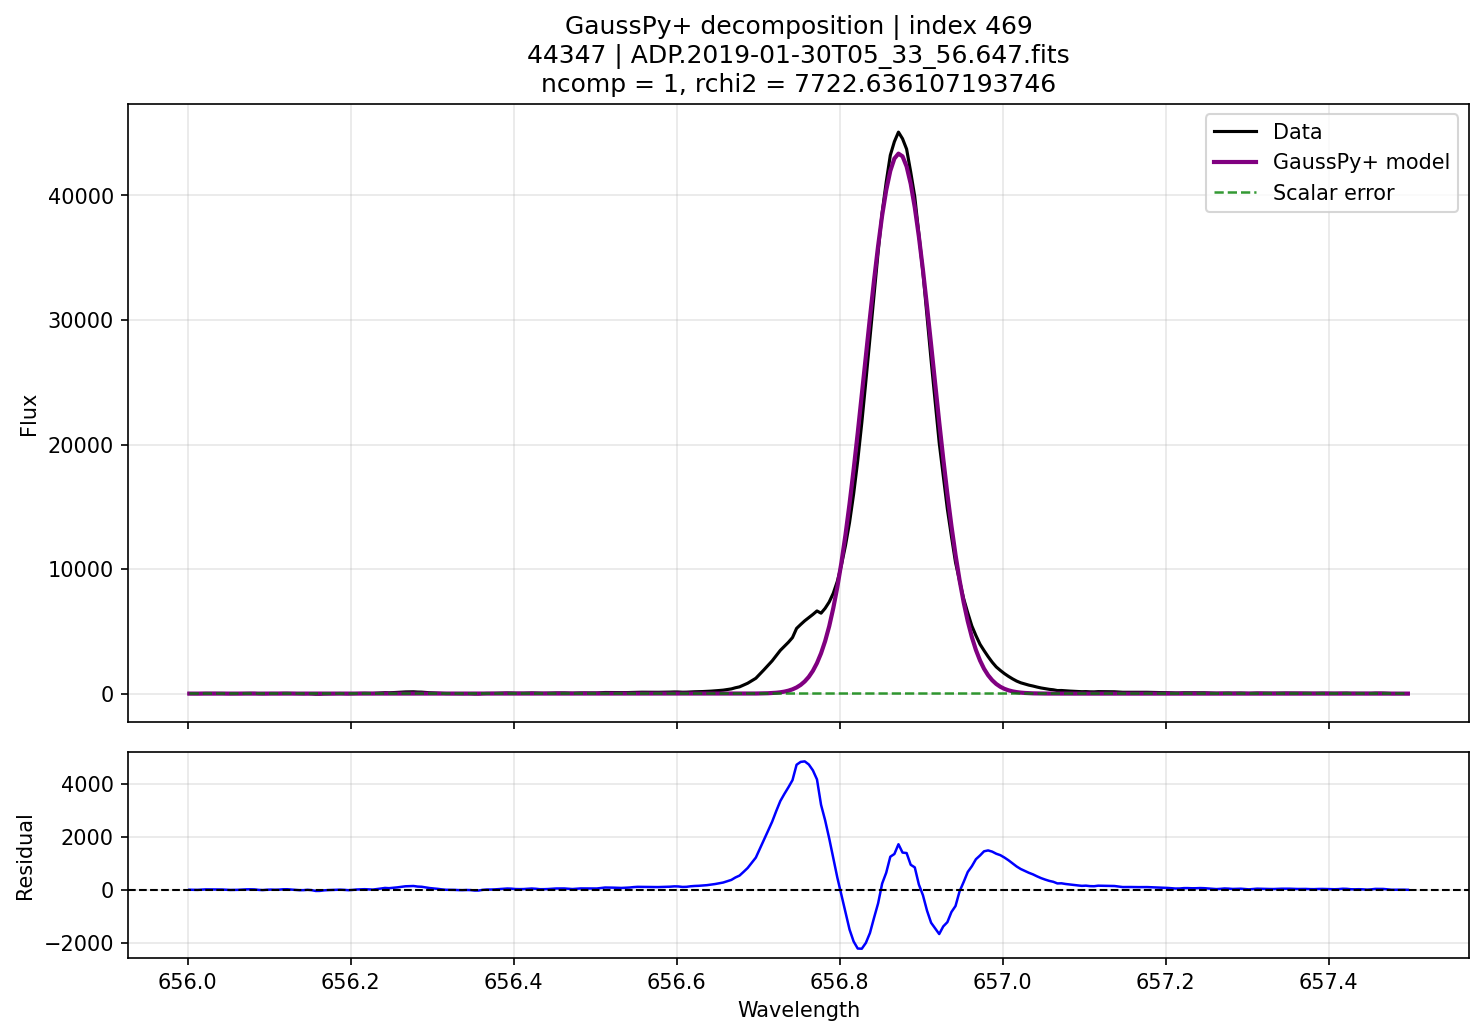 GaussPy+ decomposition | index 469
44347 | ADP.2019-01-30T05_33_56.647.fits
ncomp = 1, rchi2 = 7722.636107193746
Data
GaussPy+ model
Scalar error
Flux
40000
30000
20000
10000
0
Residual
4000
2000
0
−2000
656.0 656.2 656.4 656.6 656.8 657.0 657.2 657.4
Wavelength